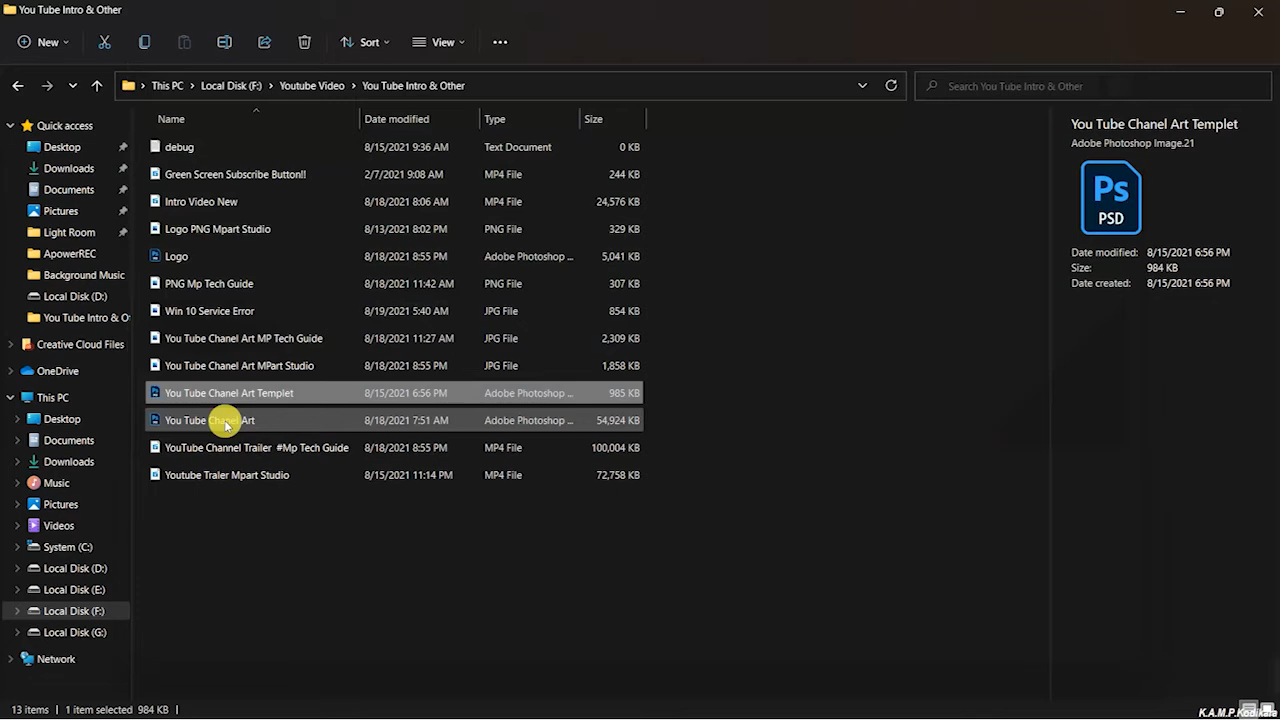 You Tube Intro & Other
New
Sort
View
This PC > Local Disk (F:) > Youtube Video > You Tube Intro & Other
Search You Tube Intro & Other
Name Date modified Type Size
debug 8/15/2021 9:36 AM Text Document 0 KB
Green Screen Subscribe Button!! 2/7/2021 9:08 AM MP4 File 244 KB
Intro Video New 8/18/2021 8:06 AM MP4 File 24,576 KB
Logo PNG Mpart Studio 8/13/2021 8:02 PM PNG File 329 KB
Logo 8/18/2021 8:55 PM Adobe Photoshop ... 5,041 KB
PNG Mp Tech Guide 8/18/2021 11:42 AM PNG File 307 KB
Win 10 Service Error 8/19/2021 5:40 AM JPG File 854 KB
You Tube Chanel Art MP Tech Guide 8/18/2021 11:27 AM JPG File 2,309 KB
You Tube Chanel Art MPart Studio 8/18/2021 8:55 PM JPG File 1,858 KB
You Tube Chanel Art Templet 8/15/2021 6:56 PM Adobe Photoshop ... 985 KB
You Tube Chanel Art 8/18/2021 7:51 AM Adobe Photoshop ... 54,924 KB
YouTube Channel Trailer #Mp Tech Guide 8/18/2021 8:55 PM MP4 File 100,004 KB
Youtube Traler Mpart Studio 8/15/2021 11:14 PM MP4 File 72,758 KB
Quick access
Desktop
Downloads
Documents
Pictures
Light Room
ApowerREC
Background Music
Local Disk (D:)
You Tube Intro & Ot
Creative Cloud Files
OneDrive
This PC
Desktop
Documents
Downloads
Music
Pictures
Videos
System (C:)
Local Disk (D:)
Local Disk (E:)
Local Disk (F:)
Local Disk (G:)
Network
You Tube Chanel Art Templet
Adobe Photoshop Image.21
Ps
PSD
Date modified: 8/15/2021 6:56 PM
Size: 984 KB
Date created: 8/15/2021 6:56 PM
13 items | 1 item selected 984 KB |
K.A.M.P.Kodikara